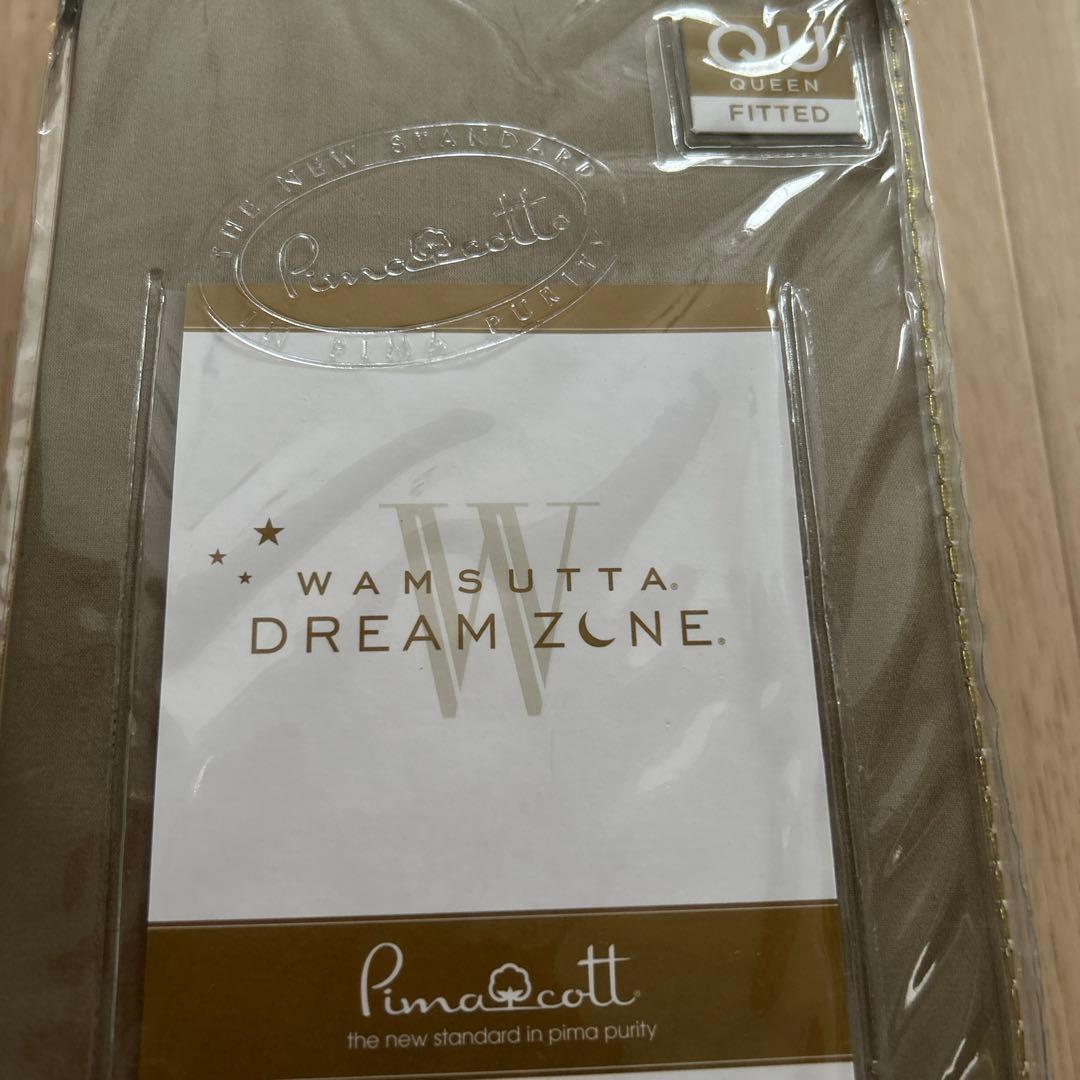 QU
QUEEN
FITTED
THE NEW STANDARD
Pimacott®
IN PIMA PURITY
W
WAMSUTTA®
DREAM ZONE®
Pimacott®
the new standard in pima purity